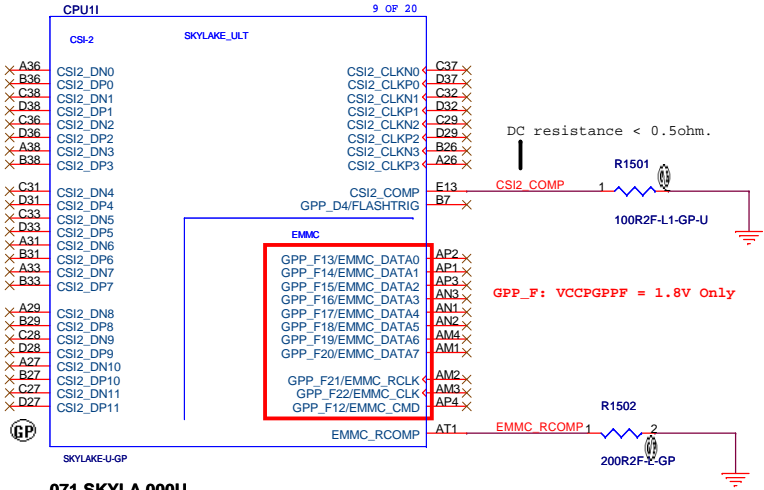 CPU1I
9 OF 20
CSI-2
SKYLAKE_ULT
A36 CSI2_DN0
B36 CSI2_DP0
C38 CSI2_DN1
D38 CSI2_DP1
C36 CSI2_DN2
D36 CSI2_DP2
A38 CSI2_DN3
B38 CSI2_DP3
C31 CSI2_DN4
D31 CSI2_DP4
C33 CSI2_DN5
D33 CSI2_DP5
A31 CSI2_DN6
B31 CSI2_DP6
A33 CSI2_DN7
B33 CSI2_DP7
A29 CSI2_DN8
B29 CSI2_DP8
C28 CSI2_DN9
D28 CSI2_DP9
A27 CSI2_DN10
B27 CSI2_DP10
C27 CSI2_DN11
D27 CSI2_DP11
CSI2_CLKN0 C37
CSI2_CLKP0 D37
CSI2_CLKN1 C32
CSI2_CLKP1 D32
CSI2_CLKN2 C29
CSI2_CLKP2 D29
CSI2_CLKN3 B26
CSI2_CLKP3 A26
DC resistance < 0.5ohm.
R1501
CSI2_COMP E13 CSI2_COMP 1
GPP_D4/FLASHTRIG B7
100R2F-L1-GP-U
EMMC
GPP_F13/EMMC_DATA0 AP2
GPP_F14/EMMC_DATA1 AP1
GPP_F15/EMMC_DATA2 AP3
GPP_F16/EMMC_DATA3 AN3
GPP_F17/EMMC_DATA4 AN1
GPP_F18/EMMC_DATA5 AN2
GPP_F19/EMMC_DATA6 AM4
GPP_F20/EMMC_DATA7 AM1
GPP_F: VCCPGPPF = 1.8V Only
GPP_F21/EMMC_RCLK AM2
GPP_F22/EMMC_CLK AM3
GPP_F12/EMMC_CMD AP4
R1502
EMMC_RCOMP AT1 EMMC_RCOMP 1 2
200R2F-L-GP
GP
SKYLAKE-U-GP
071.SKYLA.000U